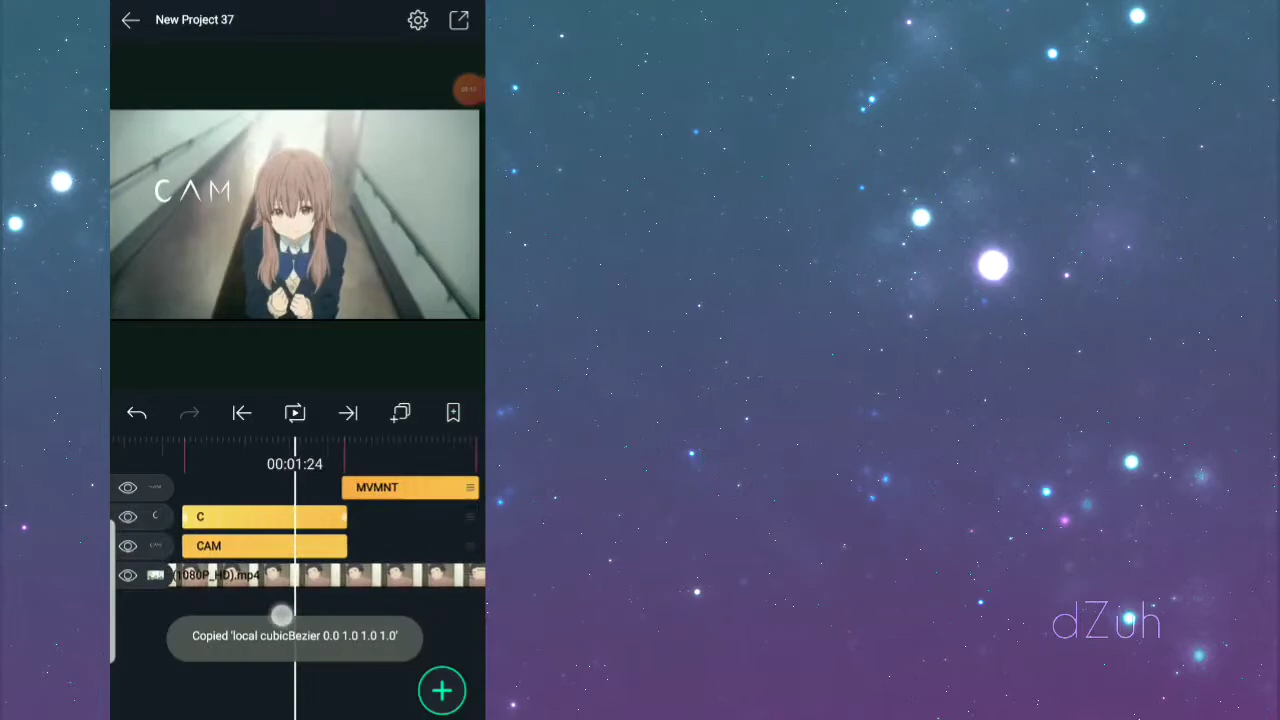 New Project 37
CAM
00:01:24
MVMNT
C
CAM
(1080P_HD).mp4
Copied 'local cubicBezier 0.0 1.0 1.0 1.0'
dZuh